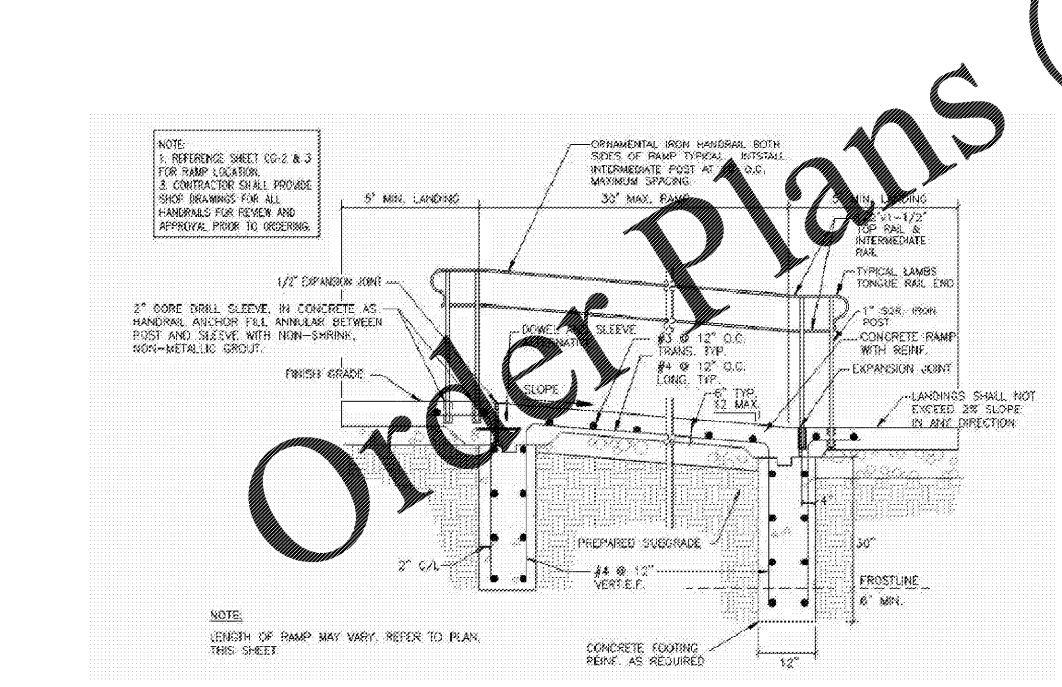 Order Plans
NOTE:
1. REFERENCE SHEET CG-2 & 3
FOR RAMP LOCATION.
3. CONTRACTOR SHALL PROVIDE
SHOP DRAWINGS FOR ALL
HANDRAILS FOR REVIEW AND
APPROVAL PRIOR TO ORDERING.
ORNAMENTAL IRON HANDRAIL BOTH
SIDES OF RAMP TYPICAL. INTSTALL
INTERMEDIATE POST AT O.C.
MAXIMUM SPACING.
5' MIN. LANDING
30' MAX. RAMP
5' MIN. LANDING
TOP RAIL &
INTERMEDIATE
RAIL
1/2" EXPANSION JOINT
TYPICAL LAMBS
TONGUE RAIL END
2" CORE DRILL SLEEVE, IN CONCRETE AS
HANDRAIL ANCHOR FILL ANNULAR BETWEEN
POST AND SLEEVE WITH NON-SHRINK,
NON-METALLIC GROUT.
1" SQR. IRON
POST
DOWEL AND SLEEVE
#3 @ 12" O.C.
TRANS. TYP.
#4 @ 12" O.C.
LONG. TYP.
CONCRETE RAMP
WITH REINF.
EXPANSION JOINT
FINISH GRADE
SLOPE
6" TYP.
12 MAX
LANDINGS SHALL NOT
EXCEED 2% SLOPE
IN ANY DIRECTION
4"
PREPARED SUBGRADE
30"
2" CL
#4 @ 12"
VERT.E.F.
FROSTLINE
6" MIN.
NOTE:
LENGTH OF RAMP MAY VARY. REFER TO PLAN,
THIS SHEET
CONCRETE FOOTING
REINF. AS REQUIRED
12"